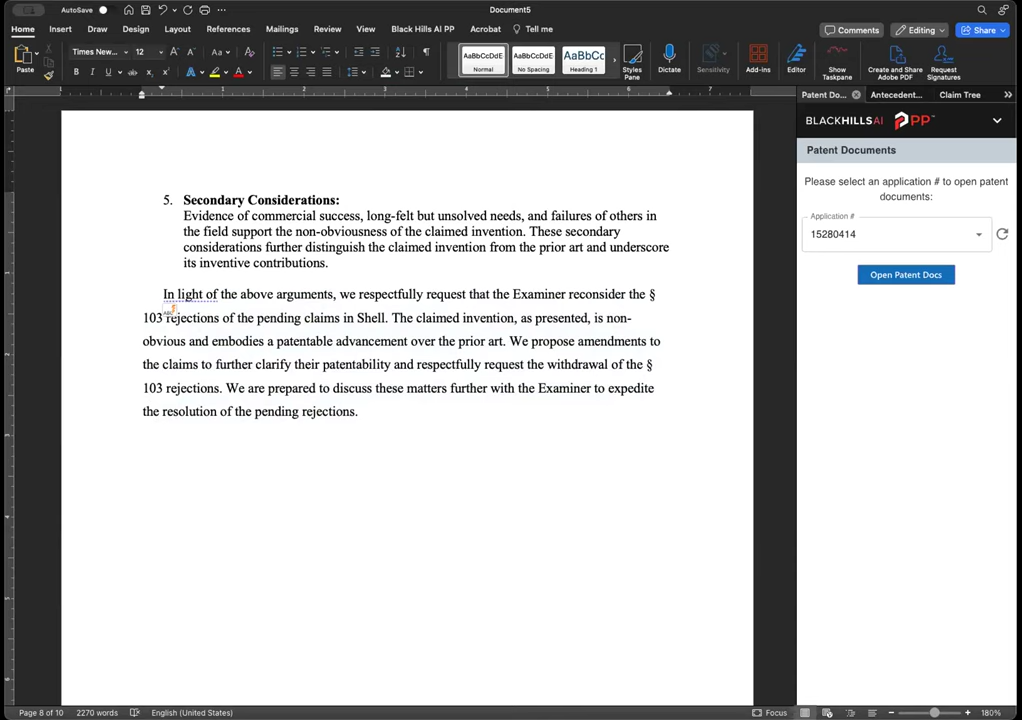 AutoSave
Document5
Home Insert Draw Design Layout References Mailings Review View Black Hills AI PP Acrobat Tell me
Comments Editing Share
Paste
Times New... 12
AaBbCcDdE AaBbCcDdE AaBbCc
Normal No Spacing Heading 1
Styles Pane
Dictate
Sensitivity
Add-ins
Editor
Show Taskpane
Create and Share Adobe PDF
Request Signatures
Patent Do... Antecedent... Claim Tree
BLACKHILLSAI PP™
Patent Documents
Please select an application # to open patent
documents:
Application #
15280414
Open Patent Docs
5. Secondary Considerations:
Evidence of commercial success, long-felt but unsolved needs, and failures of others in
the field support the non-obviousness of the claimed invention. These secondary
considerations further distinguish the claimed invention from the prior art and underscore
its inventive contributions.
In light of the above arguments, we respectfully request that the Examiner reconsider the §
103 rejections of the pending claims in Shell. The claimed invention, as presented, is non-
obvious and embodies a patentable advancement over the prior art. We propose amendments to
the claims to further clarify their patentability and respectfully request the withdrawal of the §
103 rejections. We are prepared to discuss these matters further with the Examiner to expedite
the resolution of the pending rejections.
Page 8 of 10 2270 words English (United States) Focus 180%